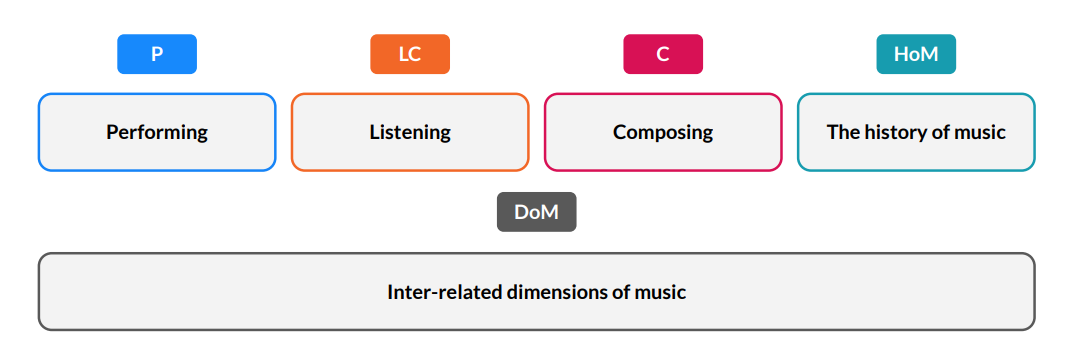 P
LC
C
HoM
Performing
Listening
Composing
The history of music
DoM
Inter-related dimensions of music